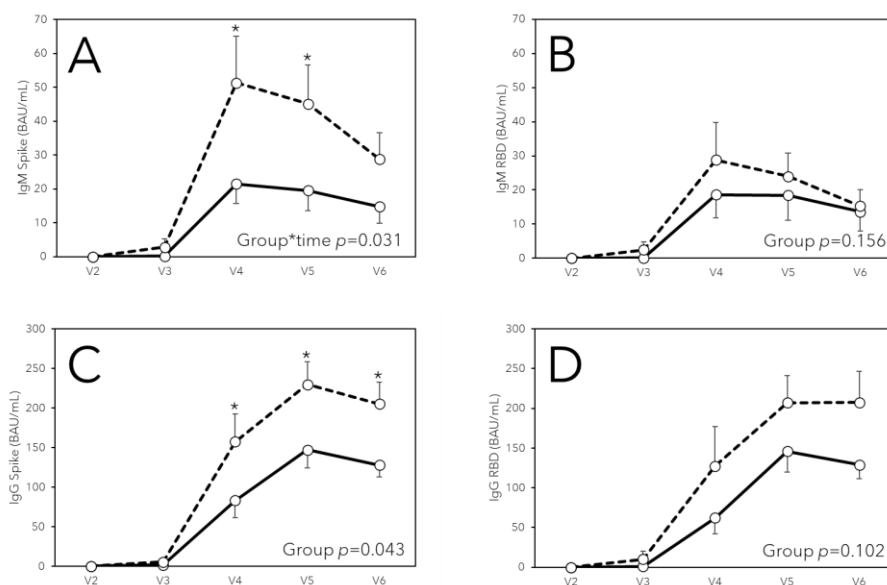 A
IgM Spike (BAU/mL)
70
60
50
40
30
20
10
0
*
*
Group*time p=0.031
V2 V3 V4 V5 V6
B
IgM RBD (BAU/mL)
70
60
50
40
30
20
10
0
Group p=0.156
V2 V3 V4 V5 V6
C
IgG Spike (BAU/mL)
300
250
200
150
100
50
0
*
*
*
Group p=0.043
V2 V3 V4 V5 V6
D
IgG RBD (BAU/mL)
300
250
200
150
100
50
0
Group p=0.102
V2 V3 V4 V5 V6